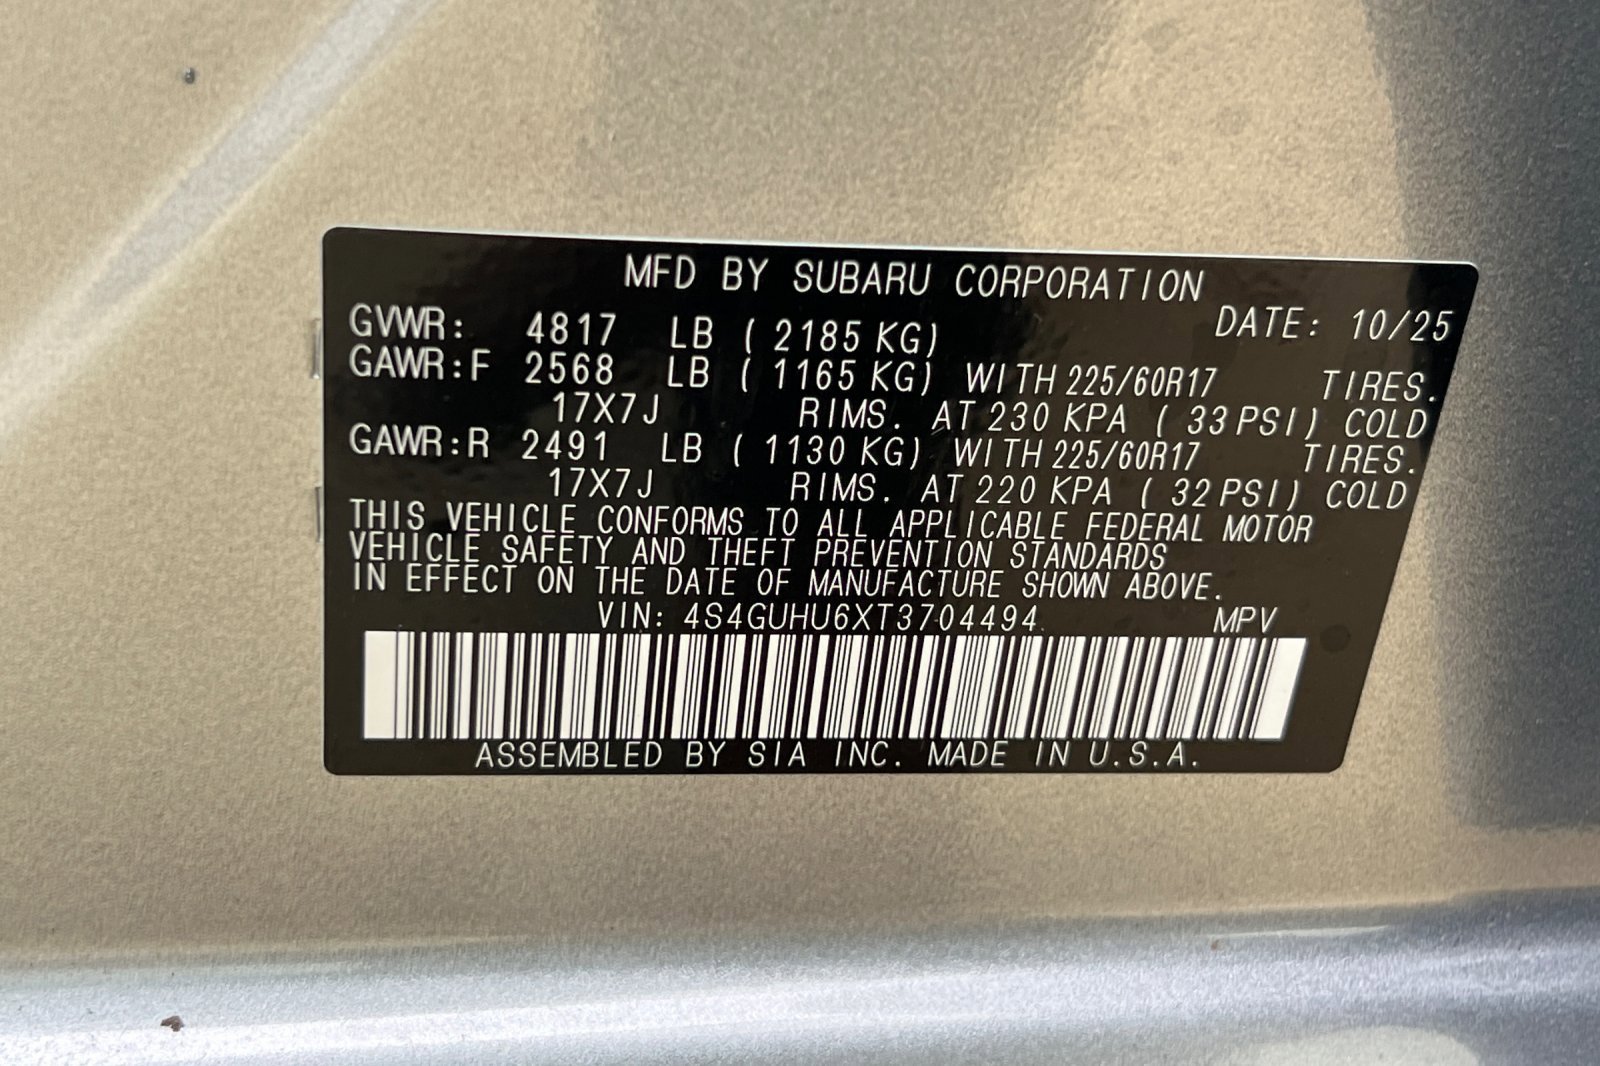 MFD BY SUBARU CORPORATION
DATE: 10/25
GVWR: 4817 LB ( 2185 KG)
GAWR:F 2568 LB ( 1165 KG) WITH 225/60R17 TIRES.
17X7J RIMS. AT 230 KPA ( 33 PSI) COLD
GAWR:R 2491 LB ( 1130 KG) WITH 225/60R17 TIRES.
17X7J RIMS. AT 220 KPA ( 32 PSI) COLD
THIS VEHICLE CONFORMS TO ALL APPLICABLE FEDERAL MOTOR
VEHICLE SAFETY AND THEFT PREVENTION STANDARDS
IN EFFECT ON THE DATE OF MANUFACTURE SHOWN ABOVE.
VIN: 4S4GUHU6XT3704494 MPV
ASSEMBLED BY SIA INC. MADE IN U.S.A.